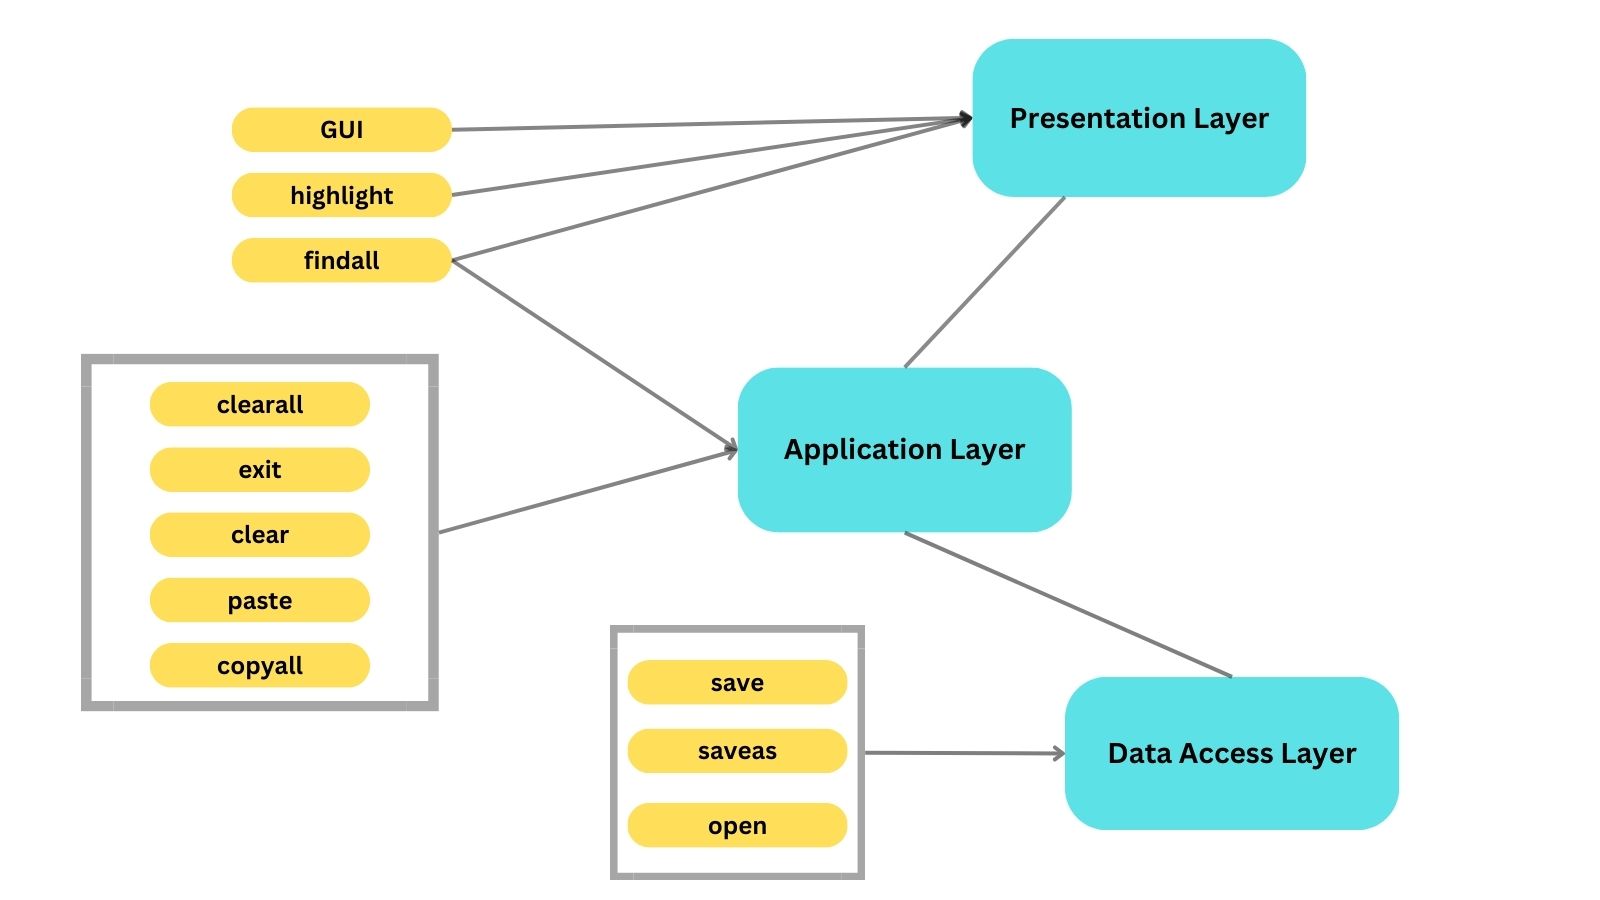 GUI
highlight
findall
Presentation Layer
clearall
exit
clear
paste
copyall
Application Layer
save
saveas
open
Data Access Layer